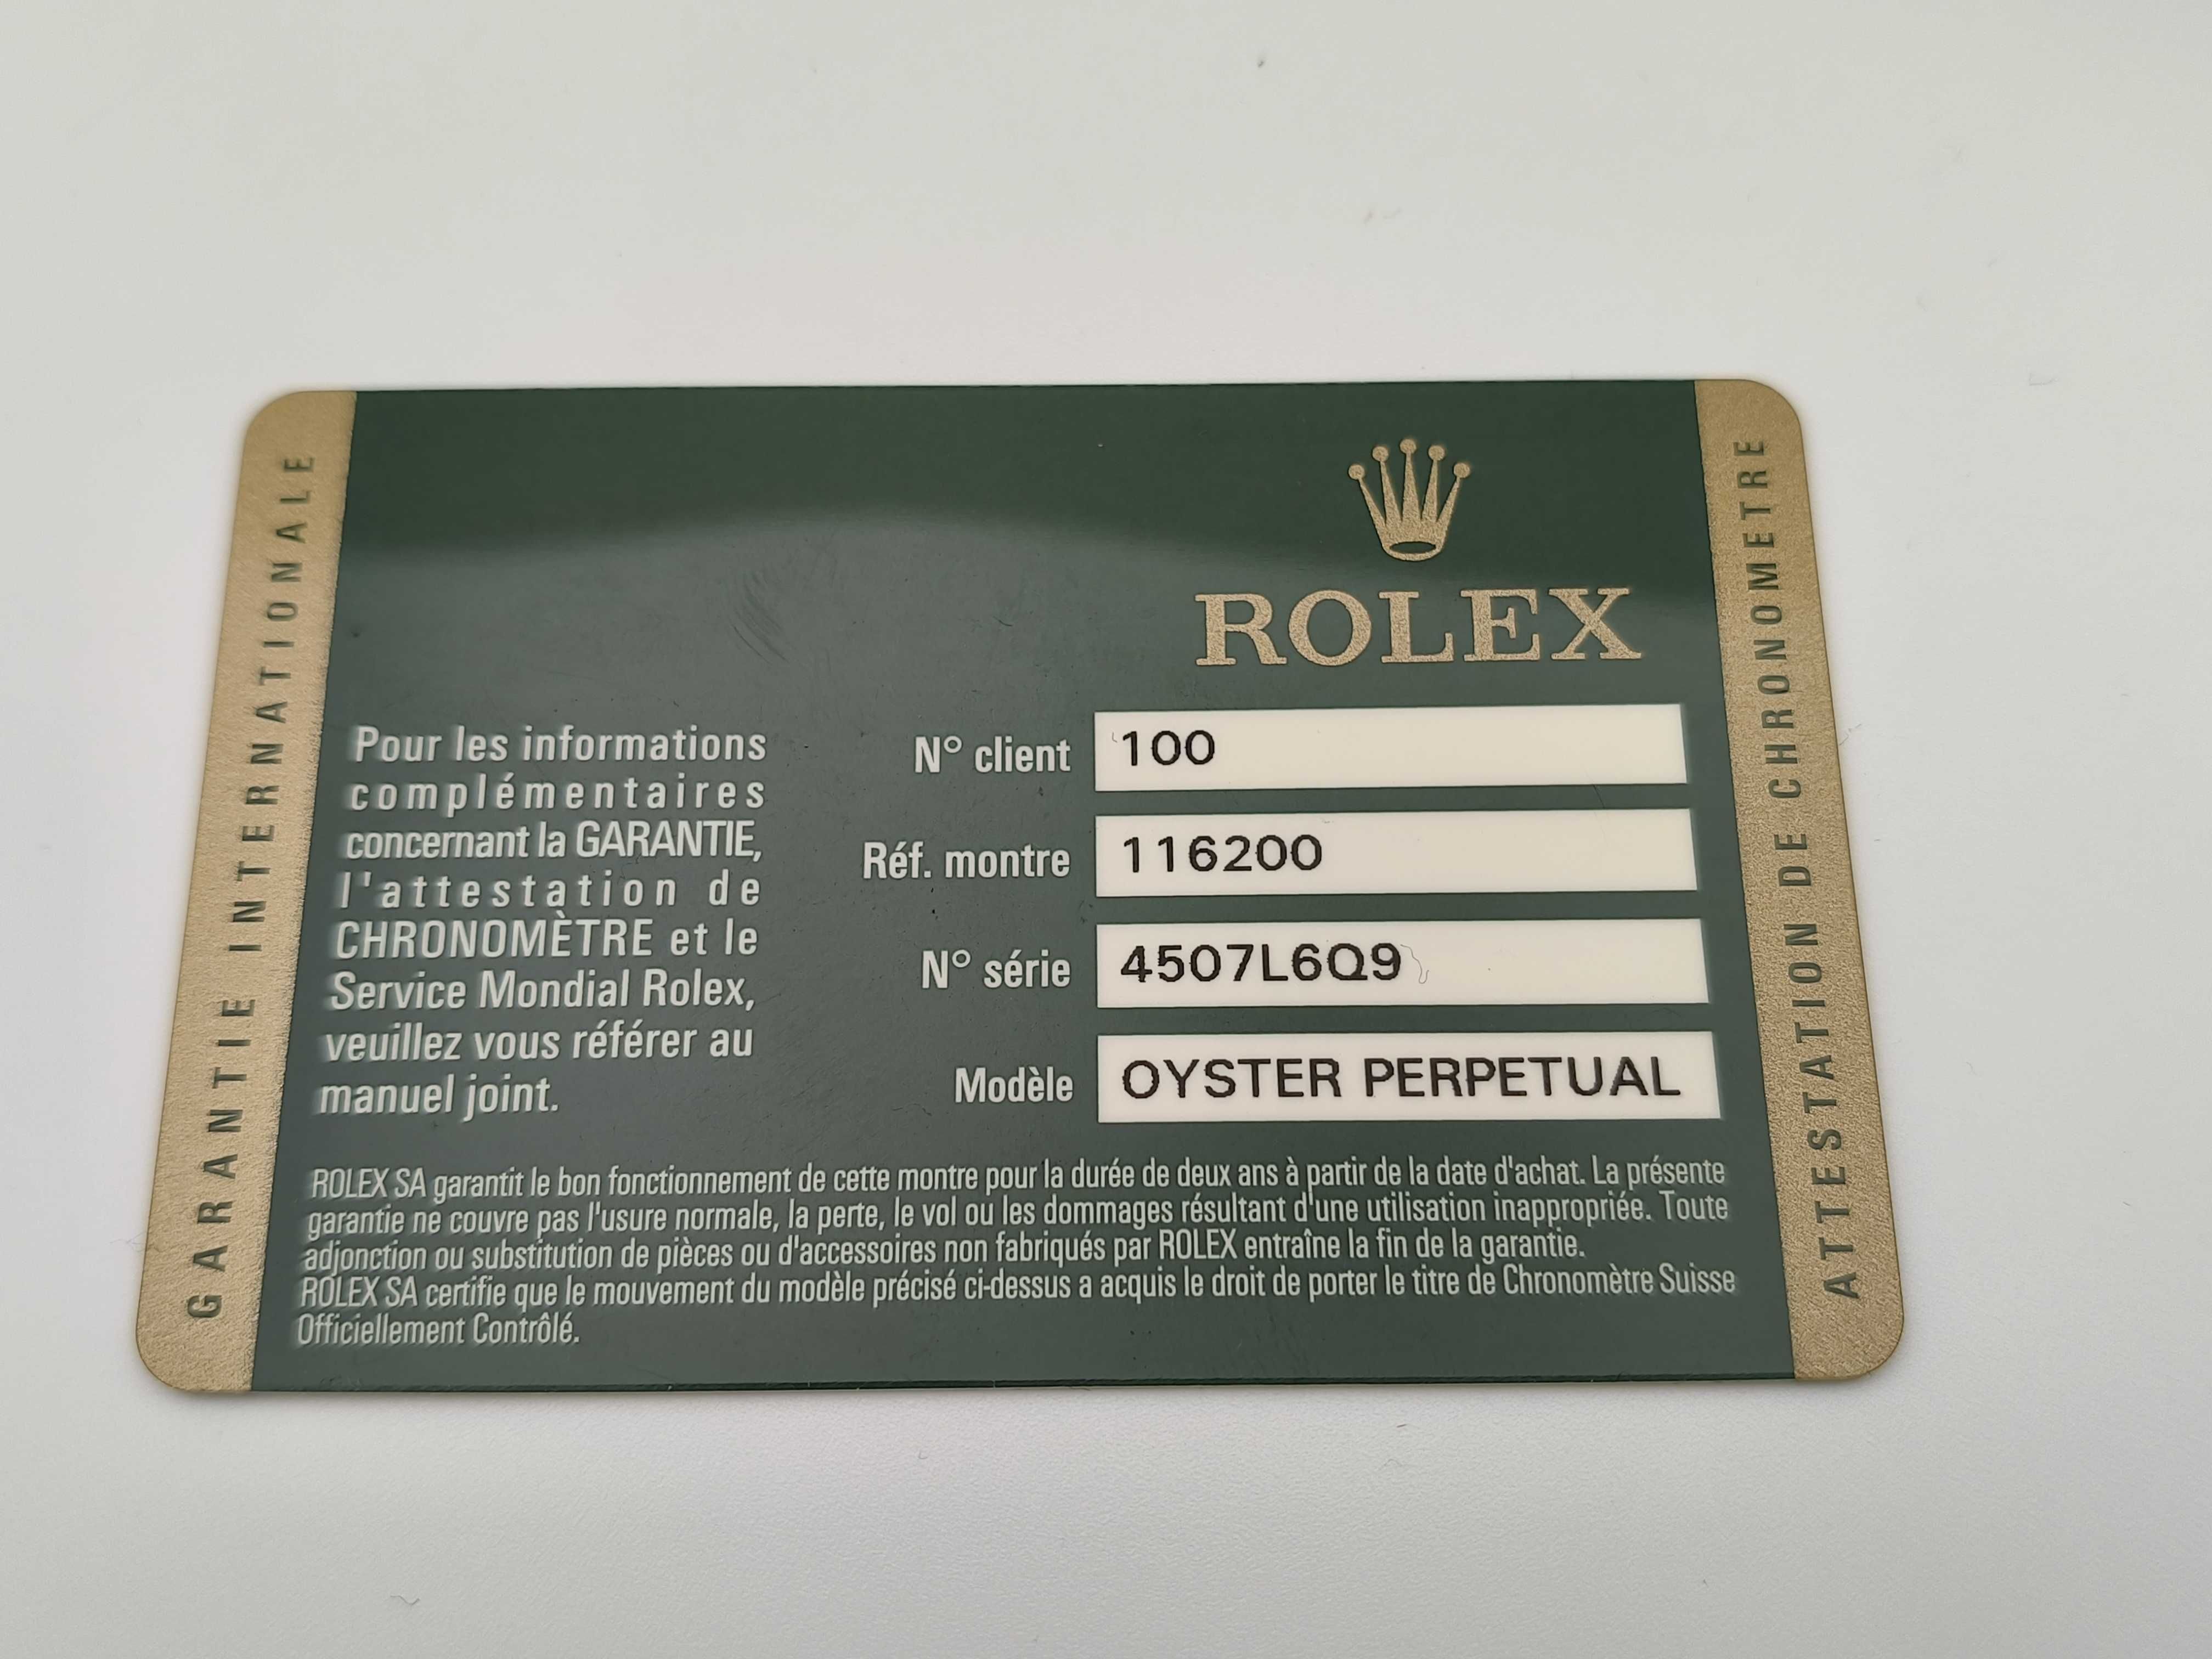 GARANTIE INTERNATIONALE
ROLEX
Pour les informations
complémentaires
concernant la GARANTIE,
l'attestation de
CHRONOMÈTRE et le
Service Mondial Rolex,
veuillez vous référer au
manuel joint.
N° client 100
Réf. montre 116200
N° série 4507L6Q9
Modèle OYSTER PERPETUAL
ROLEX SA garantit le bon fonctionnement de cette montre pour la durée de deux ans à partir de la date d'achat. La présente
garantie ne couvre pas l'usure normale, la perte, le vol ou les dommages résultant d'une utilisation inappropriée. Toute
adjonction ou substitution de pièces ou d'accessoires non fabriqués par ROLEX entraîne la fin de la garantie.
ROLEX SA certifie que le mouvement du modèle précisé ci-dessus a acquis le droit de porter le titre de Chronomètre Suisse
Officiellement Contrôlé.
ATTESTATION DE CHRONOMETRE